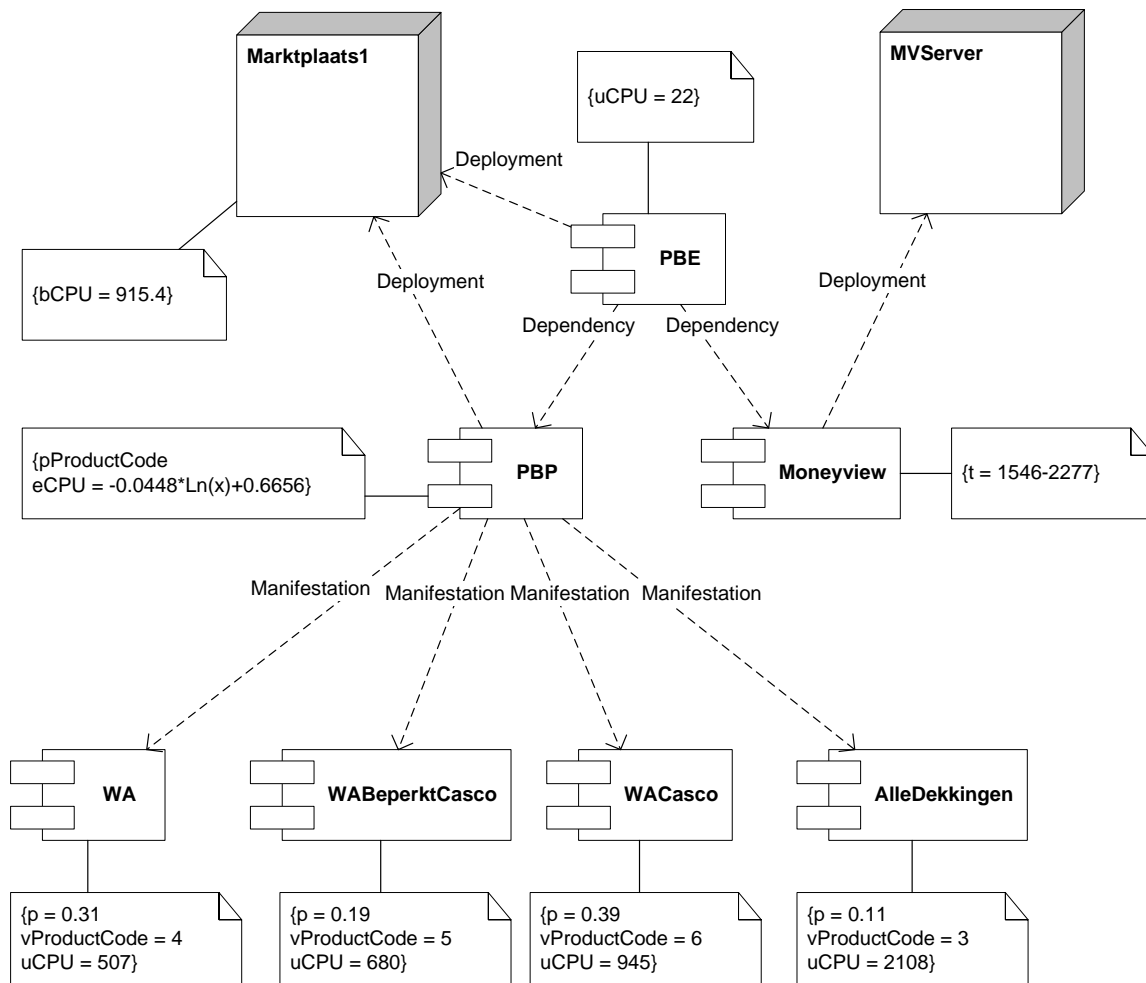 Marktplaats1
MVServer
{uCPU = 22}
Deployment
PBE
{bCPU = 915.4}
Deployment
Deployment
Dependency
Dependency
{pProductCode
eCPU = -0.0448*Ln(x)+0.6656}
PBP
Moneyview
{t = 1546-2277}
Manifestation
Manifestation
Manifestation
Manifestation
WA
WABeperktCasco
WACasco
AlleDekkingen
{p = 0.31
vProductCode = 4
uCPU = 507}
{p = 0.19
vProductCode = 5
uCPU = 680}
{p = 0.39
vProductCode = 6
uCPU = 945}
{p = 0.11
vProductCode = 3
uCPU = 2108}